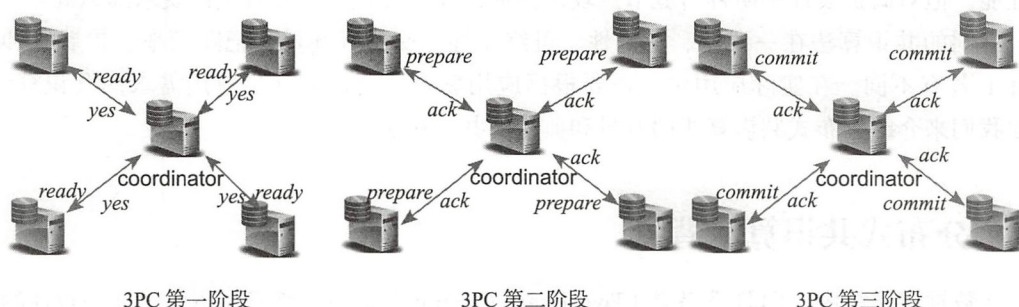 ready
yes
ready
yes
coordinator
ready
yes
yes
ready
3PC 第一阶段
prepare
ack
prepare
ack
coordinator
prepare
ack
ack
prepare
3PC 第二阶段
commit
ack
commit
ack
coordinator
commit
ack
ack
commit
3PC 第三阶段